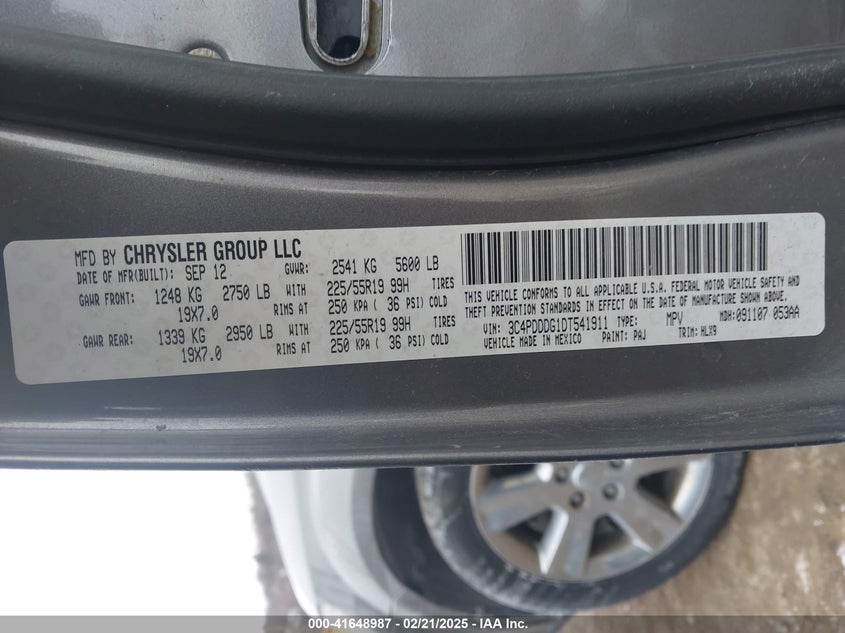 MFD BY CHRYSLER GROUP LLC
DATE OF MFR(BUILT): SEP 12 GVWR: 2541 KG 5600 LB
GAWR FRONT: 1248 KG 2750 LB WITH 225/55R19 99H TIRES
19X7.0 RIMS AT 250 KPA ( 36 PSI) COLD
GAWR REAR: 1339 KG 2950 LB WITH 225/55R19 99H TIRES
19X7.0 RIMS AT 250 KPA ( 36 PSI) COLD
THIS VEHICLE CONFORMS TO ALL APPLICABLE U.S.A. FEDERAL MOTOR VEHICLE SAFETY AND
THEFT PREVENTION STANDARDS IN EFFECT ON THE DATE OF MANUFACTURE SHOWN ABOVE.
VIN: 3C4PDDDG1DT541911 TYPE: MPV MDH:091107 053AA
VEHICLE MADE IN MEXICO PAINT: PAJ TRIM: HLX9
000-41648987 - 02/21/2025 - IAAI Inc.